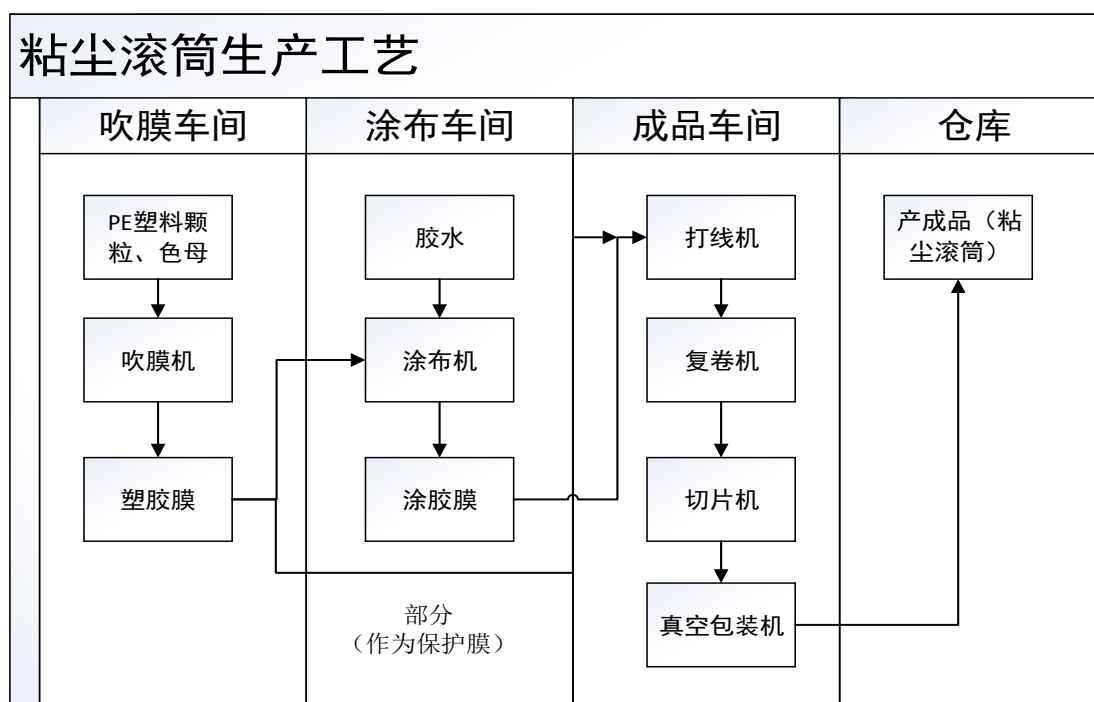 粘尘滚筒生产工艺
吹膜车间
涂布车间
成品车间
仓库
PE塑料颗
粒、色母
吹膜机
塑胶膜
胶水
涂布机
涂胶膜
部分
（作为保护膜）
打线机
复卷机
切片机
真空包装机
产成品（粘
尘滚筒）